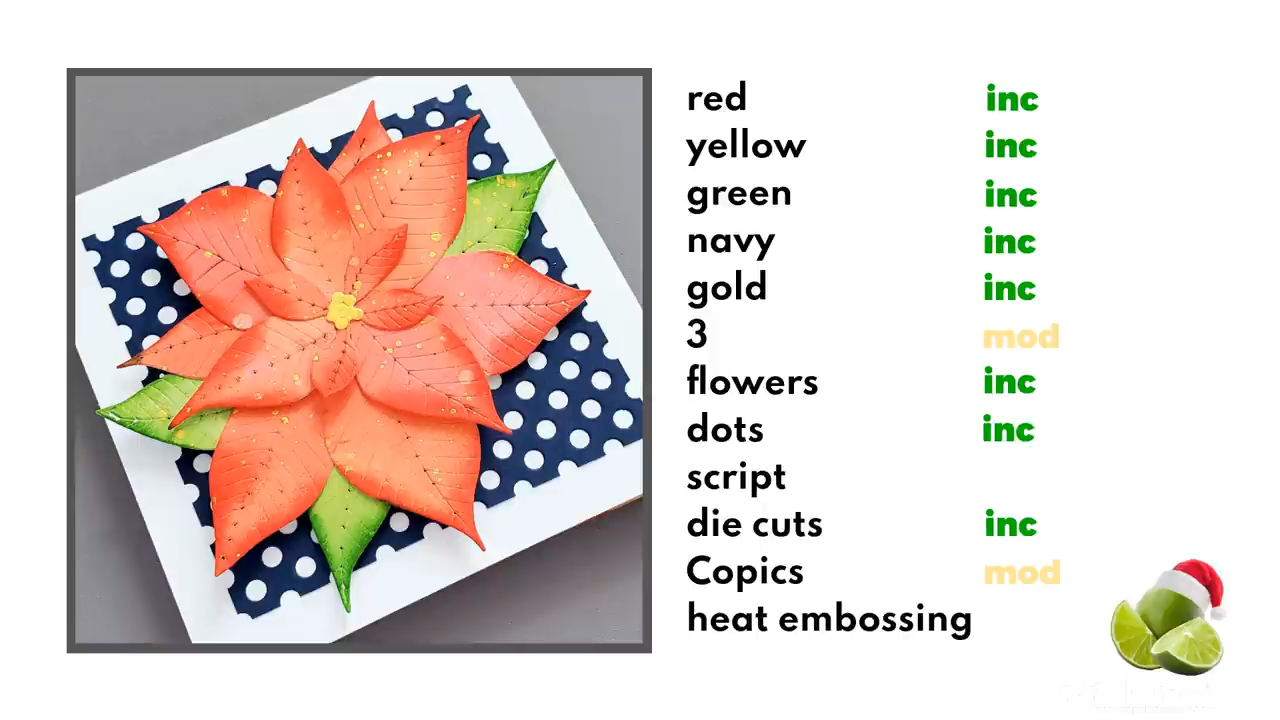 red inc
yellow inc
green inc
navy inc
gold inc
3 mod
flowers inc
dots inc
script
die cuts inc
Copics mod
heat embossing